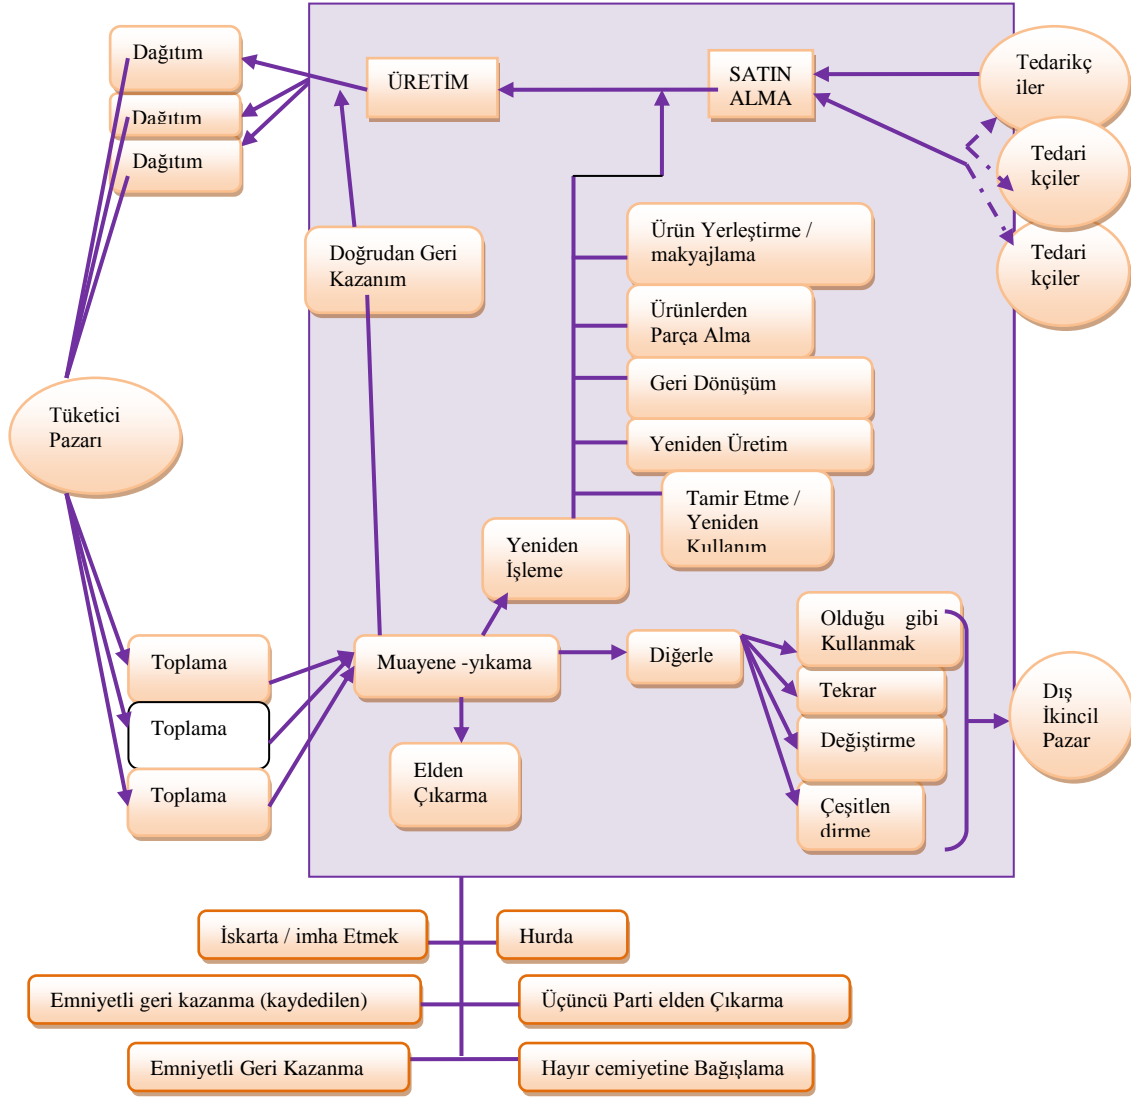 Dağıtım
Dağıtım
Dağıtım
ÜRETİM
SATIN
ALMA
Tedarikç
iler
Tedari
kçiler
Tedari
kçiler
Doğrudan Geri
Kazanım
Ürün Yerleştirme /
makyajlama
Ürünlerden
Parça Alma
Geri Dönüşüm
Yeniden Üretim
Tamir Etme /
Yeniden
Kullanım
Tüketici
Pazarı
Yeniden
İşleme
Toplama
Toplama
Toplama
Muayene -yıkama
Diğerle
Elden
Çıkarma
Olduğu gibi
Kullanmak
Tekrar
Değiştirme
Çeşitlen
dirme
Dış
İkincil
Pazar
İskarta / imha Etmek
Hurda
Emniyetli geri kazanma (kaydedilen)
Üçüncü Parti elden Çıkarma
Emniyetli Geri Kazanma
Hayır cemiyetine Bağışlama